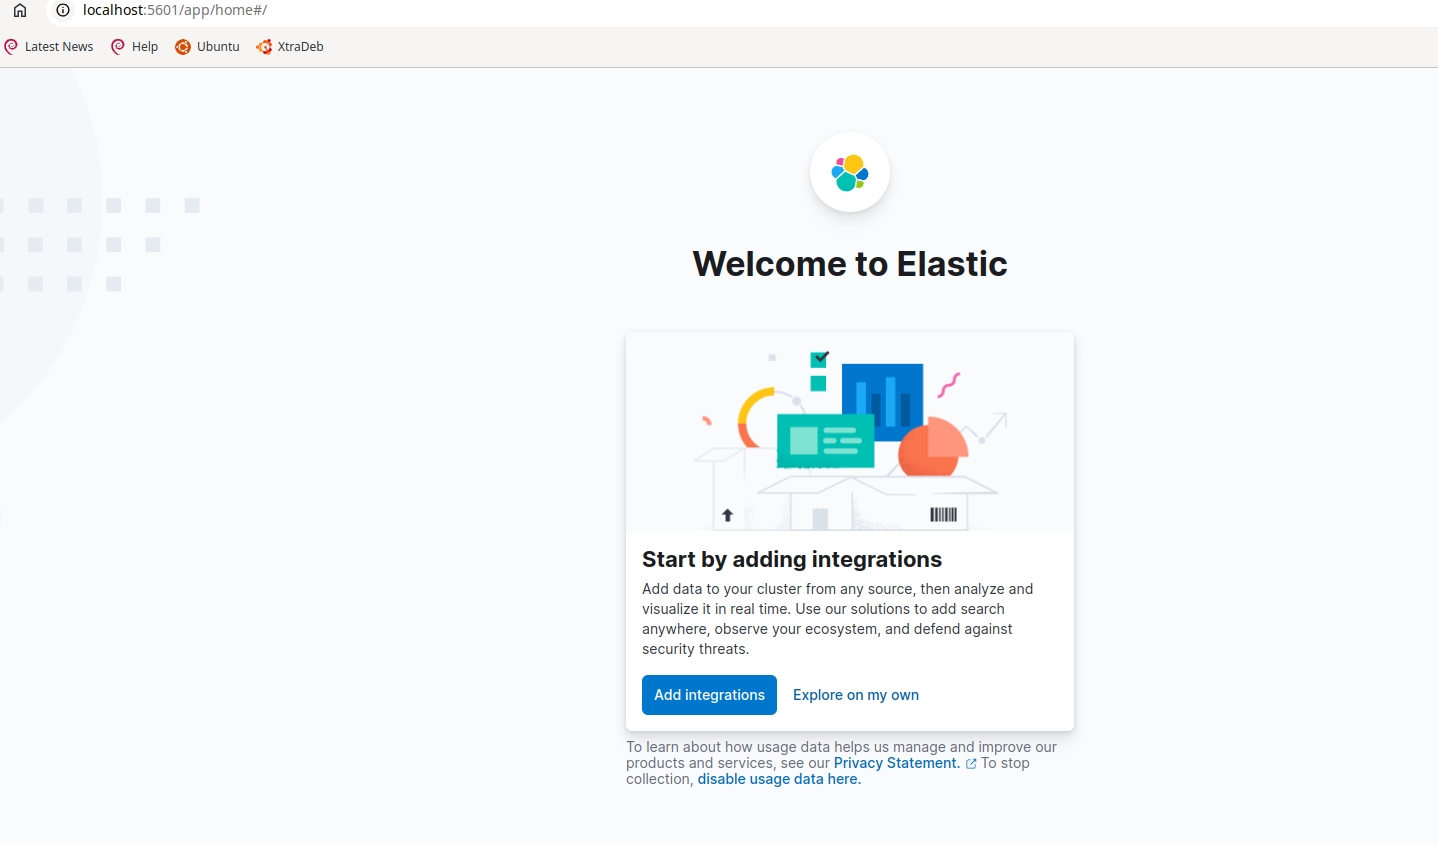 localhost:5601/app/home#/
Latest News Help Ubuntu XtraDeb
Welcome to Elastic
Start by adding integrations
Add data to your cluster from any source, then analyze and
visualize it in real time. Use our solutions to add search
anywhere, observe your ecosystem, and defend against
security threats.
Add integrations Explore on my own
To learn about how usage data helps us manage and improve our
products and services, see our Privacy Statement. To stop
collection, disable usage data here.